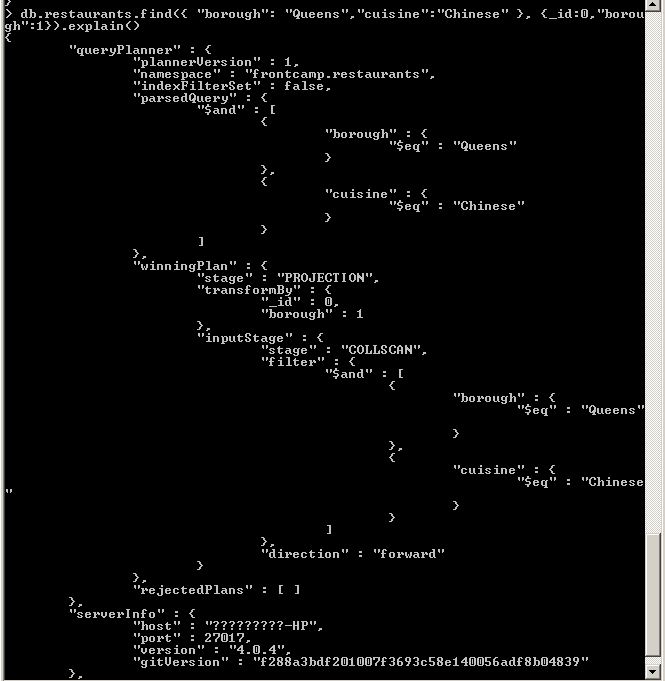 }
> db.restaurants.find({ "borough": "Queens","cuisine":"Chinese" }, {_id:0,"borou
gh":1}).explain()
{
        "queryPlanner" : {
                "plannerVersion" : 1,
                "namespace" : "frontcamp.restaurants",
                "indexFilterSet" : false,
                "parsedQuery" : {
                        "$and" : [
                                {
                                        "borough" : {
                                                "$eq" : "Queens"
                                        }
                                },
                                {
                                        "cuisine" : {
                                                "$eq" : "Chinese"
                                        }
                                }
                        ]
                },
                "winningPlan" : {
                        "stage" : "PROJECTION",
                        "transformBy" : {
                                "_id" : 0,
                                "borough" : 1
                        },
                        "inputStage" : {
                                "stage" : "COLLSCAN",
                                "filter" : {
                                        "$and" : [
                                                {
                                                        "borough" : {
                                                                "$eq" : "Queens"
                                                        }
                                                },
                                                {
                                                        "cuisine" : {
                                                                "$eq" : "Chinese
"
                                                        }
                                                }
                                        ]
                                },
                                "direction" : "forward"
                        }
                },
                "rejectedPlans" : [ ]
        },
        "serverInfo" : {
                "host" : "?????????-HP",
                "port" : 27017,
                "version" : "4.0.4",
                "gitVersion" : "f288a3bdf201007f3693c58e140056adf8b04839"
        },